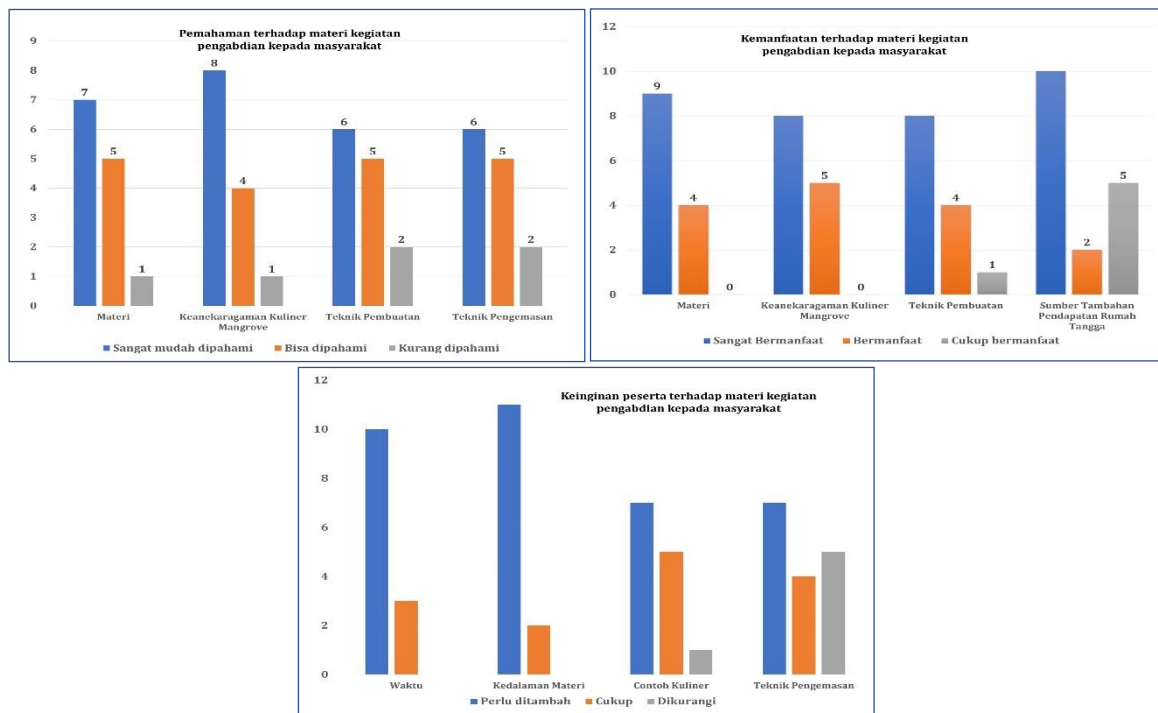 Pemahaman terhadap materi kegiatan
pengabdian kepada masyarakat
9
8
7
6
5
4
3
2
1
0
7
5
1
8
4
1
6
5
2
6
5
2
Materi
Keanekaragaman Kuliner
Mangrove
Teknik Pembuatan
Teknik Pengemasan
Sangat mudah dipahami Bisa dipahami Kurang dipahami
Kemanfaatan terhadap materi kegiatan
pengabdian kepada masyarakat
12
10
8
6
4
2
0
9
4
0
5
0
4
1
2
5
Materi
Keanekaragaman Kuliner
Mangrove
Teknik Pembuatan
Sumber Tambahan
Pendapatan Rumah
Tangga
Sangat Bermanfaat Bermanfaat Cukup bermanfaat
Keinginan peserta terhadap materi kegiatan
pengabdian kepada masyarakat
12
10
8
6
4
2
0
Waktu
Kedalaman Materi
Contoh Kuliner
Teknik Pengemasan
Perlu ditambah Cukup Dikurangi